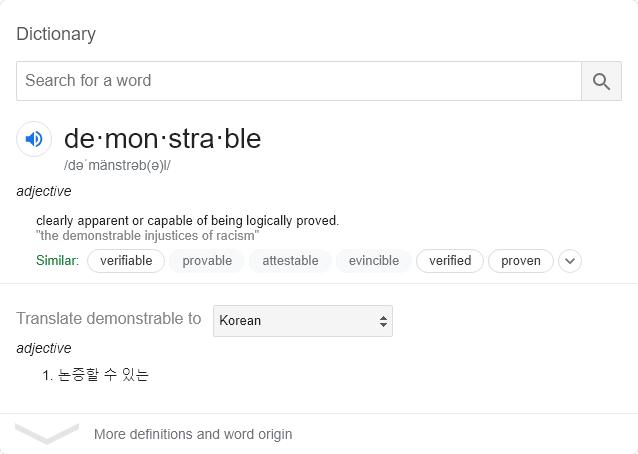 Dictionary
Search for a word
de·mon·stra·ble
/dəˈmänstrəb(ə)l/
adjective
clearly apparent or capable of being logically proved.
"the demonstrable injustices of racism"
Similar: verifiable provable attestable evincible verified proven
Translate demonstrable to Korean
adjective
1. 논증할 수 있는
More definitions and word origin